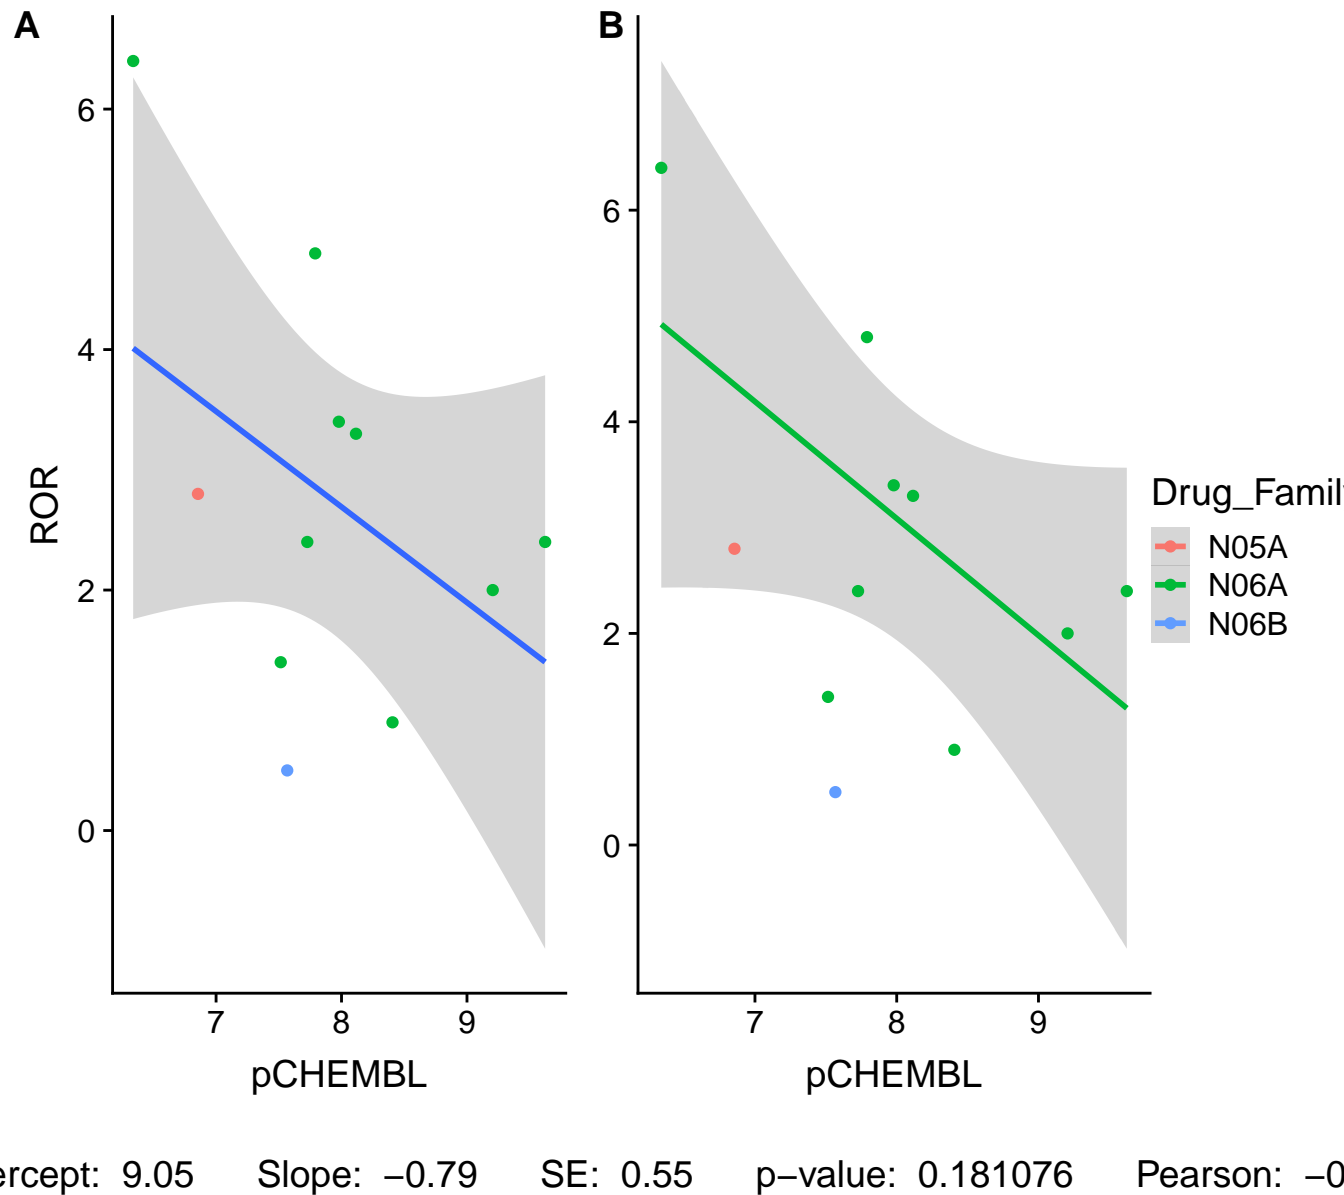 A
B
6
4
2
0
ROR
7 8 9
pCHEMBL
6
4
2
0
7 8 9
pCHEMBL
Drug_Famil
N05A
N06A
N06B
ercept: 9.05 Slope: −0.79 SE: 0.55 p−value: 0.181076 Pearson: −0